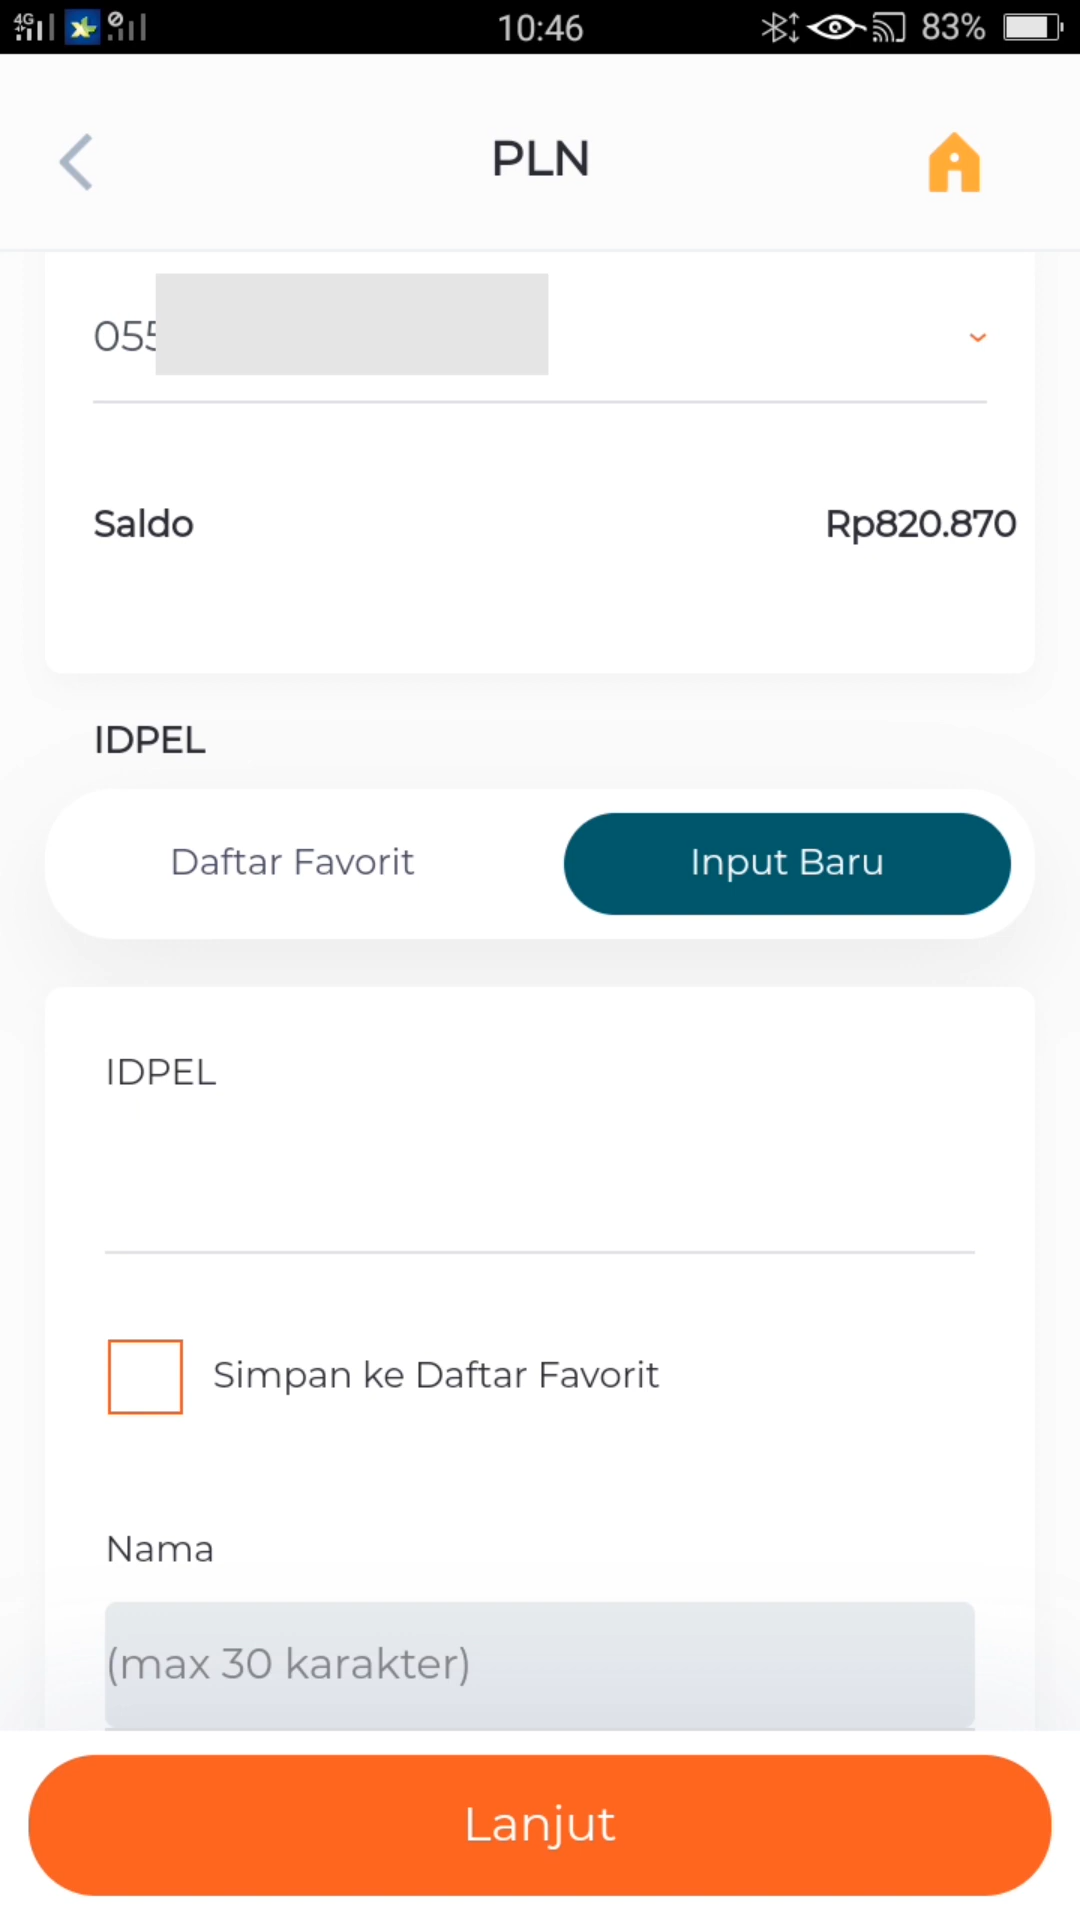 4G 10:46 83%
PLN
055
Saldo Rp820.870
IDPEL
Daftar Favorit Input Baru
IDPEL
Simpan ke Daftar Favorit
Nama
(max 30 karakter)
Lanjut